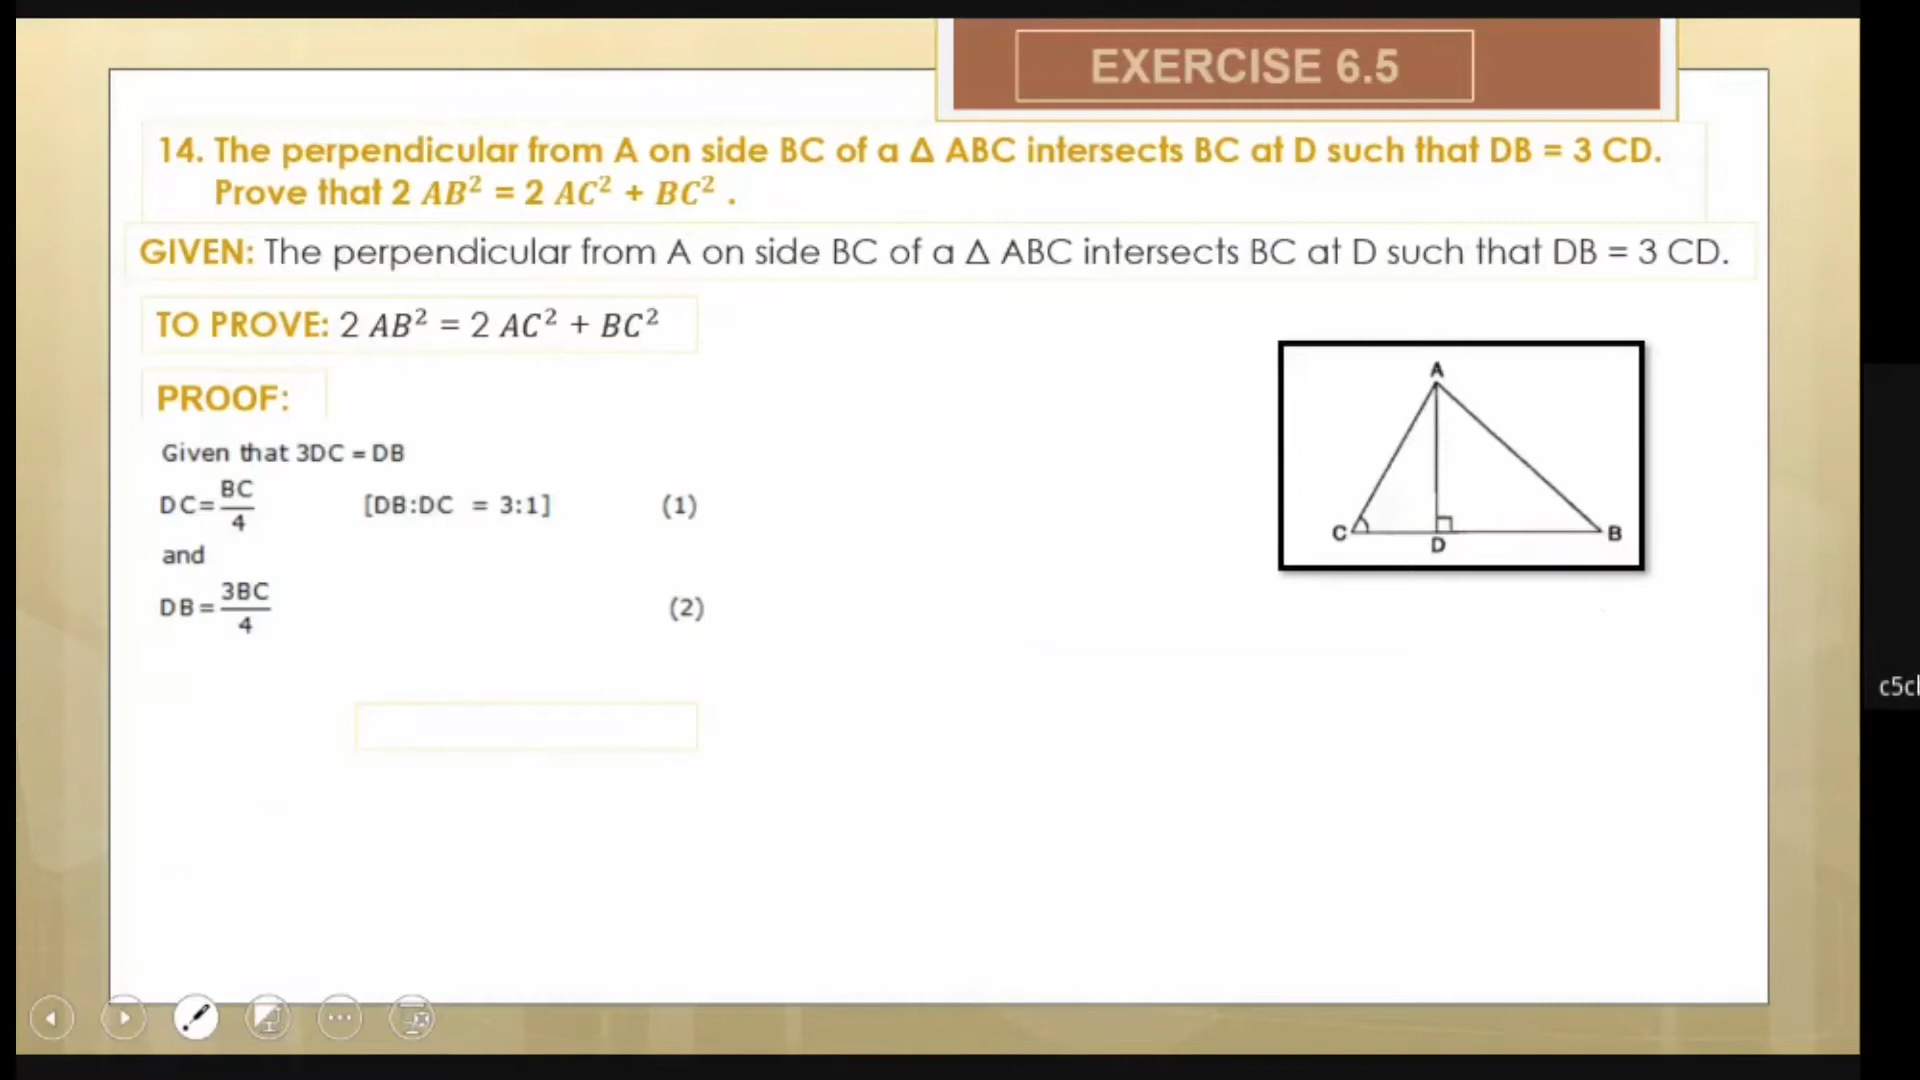 EXERCISE 6.5
14. The perpendicular from A on side BC of a Δ ABC intersects BC at D such that DB = 3 CD.
Prove that 2 AB² = 2 AC² + BC² .
GIVEN: The perpendicular from A on side BC of a Δ ABC intersects BC at D such that DB = 3 CD.
TO PROVE: 2 AB² = 2 AC² + BC²
PROOF:
Given that 3DC = DB
DC = BC/4 [DB:DC = 3:1] (1)
and
DB = 3BC/4 (2)
A
C
D
B